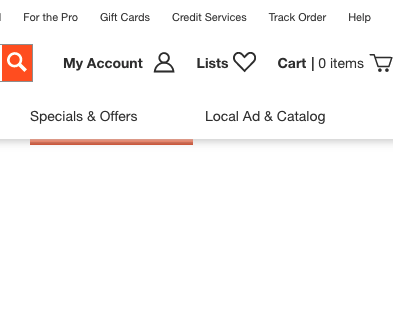 For the Pro Gift Cards Credit Services Track Order Help
My Account Lists Cart | 0 items
Specials & Offers Local Ad & Catalog